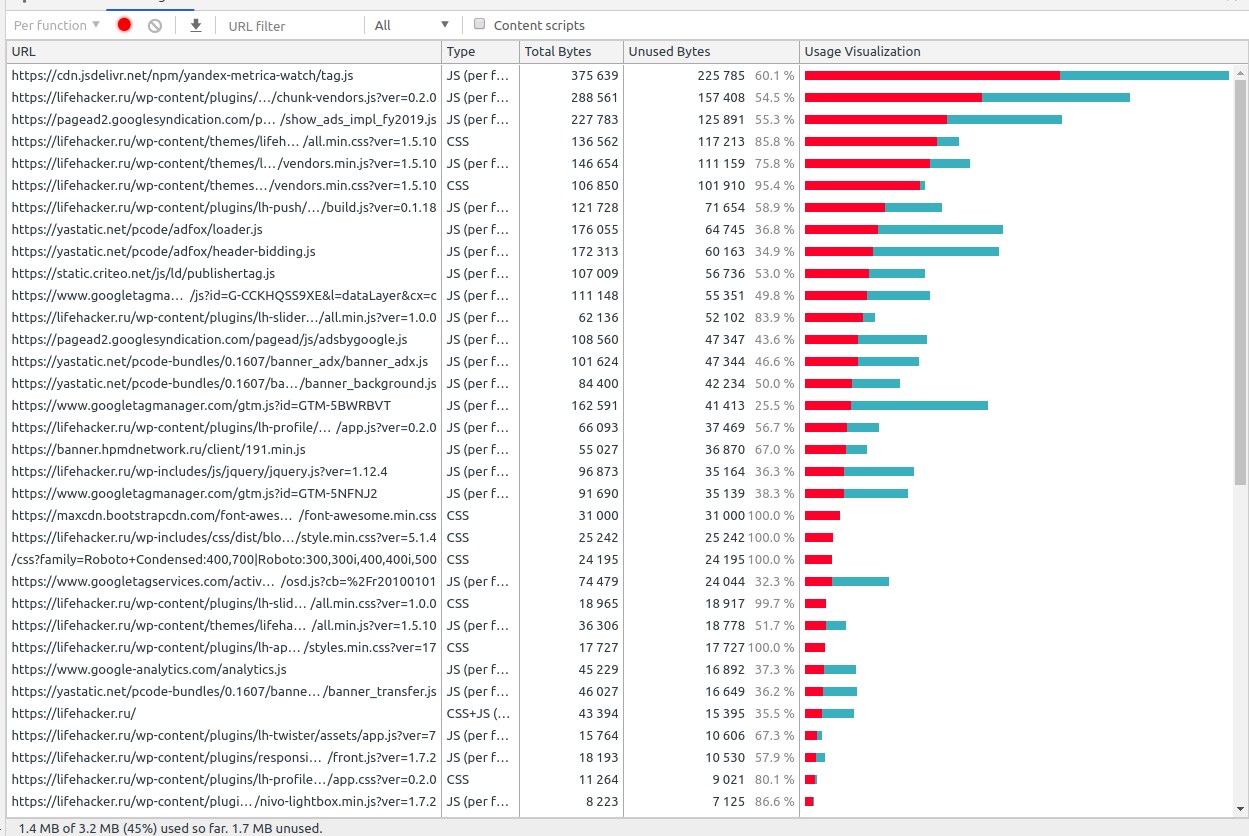 Per function URL filter All Content scripts
URL Type Total Bytes Unused Bytes Usage Visualization
https://cdn.jsdelivr.net/npm/yandex-metrica-watch/tag.js JS (per f… 375 639 225 785 60.1 %
https://lifehacker.ru/wp-content/plugins/…/chunk-vendors.js?ver=0.2.0 JS (per f… 288 561 157 408 54.5 %
https://pagead2.googlesyndication.com/p… /show_ads_impl_fy2019.js JS (per f… 227 783 125 891 55.3 %
https://lifehacker.ru/wp-content/themes/lifeh… /all.min.css?ver=1.5.10 CSS 136 562 117 213 85.8 %
https://lifehacker.ru/wp-content/themes/l… /vendors.min.js?ver=1.5.10 JS (per f… 146 654 111 159 75.8 %
https://lifehacker.ru/wp-content/themes… /vendors.min.css?ver=1.5.10 CSS 106 850 101 910 95.4 %
https://lifehacker.ru/wp-content/plugins/lh-push/… /build.js?ver=0.1.18 JS (per f… 121 728 71 654 58.9 %
https://yastatic.net/pcode/adfox/loader.js JS (per f… 176 055 64 745 36.8 %
https://yastatic.net/pcode/adfox/header-bidding.js JS (per f… 172 313 60 163 34.9 %
https://static.criteo.net/js/ld/publishertag.js JS (per f… 107 009 56 736 53.0 %
https://www.googletagma… /js?id=G-CCKHQSS9XE&l=dataLayer&cx=c JS (per f… 111 148 55 351 49.8 %
https://lifehacker.ru/wp-content/plugins/lh-slider… /all.min.js?ver=1.0.0 JS (per f… 62 136 52 102 83.9 %
https://pagead2.googlesyndication.com/pagead/js/adsbygoogle.js JS (per f… 108 560 47 347 43.6 %
https://yastatic.net/pcode-bundles/0.1607/banner_adx/banner_adx.js JS (per f… 101 624 47 344 46.6 %
https://yastatic.net/pcode-bundles/0.1607/ba… /banner_background.js JS (per f… 84 400 42 234 50.0 %
https://www.googletagmanager.com/gtm.js?id=GTM-5BWRBVT JS (per f… 162 591 41 413 25.5 %
https://lifehacker.ru/wp-content/plugins/lh-profile/… /app.js?ver=0.2.0 JS (per f… 66 093 37 469 56.7 %
https://banner.hpmdnetwork.ru/client/191.min.js JS (per f… 55 027 36 870 67.0 %
https://lifehacker.ru/wp-includes/js/jquery/jquery.js?ver=1.12.4 JS (per f… 96 873 35 164 36.3 %
https://www.googletagmanager.com/gtm.js?id=GTM-5NFNJ2 JS (per f… 91 690 35 139 38.3 %
https://maxcdn.bootstrapcdn.com/font-awes… /font-awesome.min.css CSS 31 000 31 000 100.0 %
https://lifehacker.ru/wp-includes/css/dist/blo… /style.min.css?ver=5.1.4 CSS 25 242 25 242 100.0 %
/css?family=Roboto+Condensed:400,700|Roboto:300,300i,400,400i,500 CSS 24 195 24 195 100.0 %
https://www.googletagservices.com/activ… /osd.js?cb=%2Fr20100101 JS (per f… 74 479 24 044 32.3 %
https://lifehacker.ru/wp-content/plugins/lh-slid… /all.min.css?ver=1.0.0 CSS 18 965 18 917 99.7 %
https://lifehacker.ru/wp-content/themes/lifeha… /all.min.js?ver=1.5.10 JS (per f… 36 306 18 778 51.7 %
https://lifehacker.ru/wp-content/plugins/lh-ap… /styles.min.css?ver=17 CSS 17 727 17 727 100.0 %
https://www.google-analytics.com/analytics.js JS (per f… 45 229 16 892 37.3 %
https://yastatic.net/pcode-bundles/0.1607/banne… /banner_transfer.js JS (per f… 46 027 16 649 36.2 %
https://lifehacker.ru/ CSS+JS (… 43 394 15 395 35.5 %
https://lifehacker.ru/wp-content/plugins/lh-twister/assets/app.js?ver=7 JS (per f… 15 764 10 606 67.3 %
https://lifehacker.ru/wp-content/plugins/responsi… /front.js?ver=1.7.2 JS (per f… 18 193 10 530 57.9 %
https://lifehacker.ru/wp-content/plugins/lh-profile… /app.css?ver=0.2.0 CSS 11 264 9 021 80.1 %
https://lifehacker.ru/wp-content/plugi… /nivo-lightbox.min.js?ver=1.7.2 JS (per f… 8 223 7 125 86.6 %
1.4 MB of 3.2 MB (45%) used so far. 1.7 MB unused.